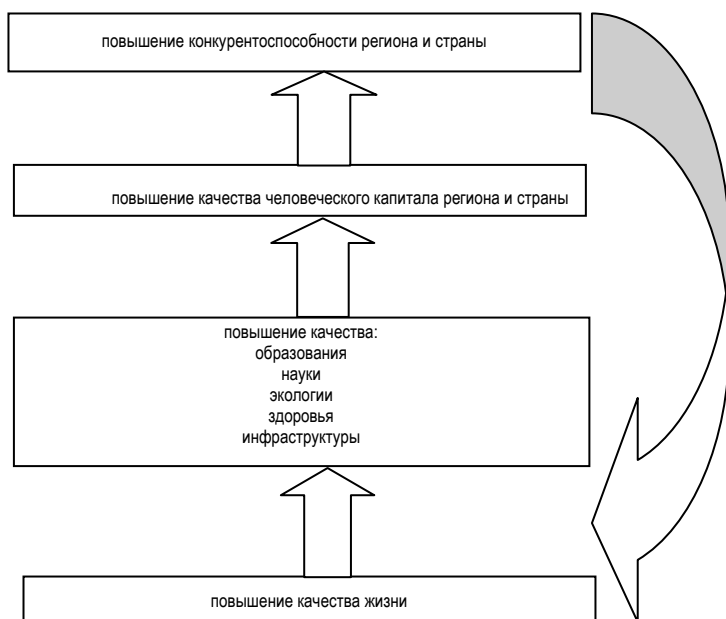 повышение конкурентоспособности региона и страны
повышение качества человеческого капитала региона и страны
повышение качества:
образования
науки
экологии
здоровья
инфраструктуры
повышение качества жизни